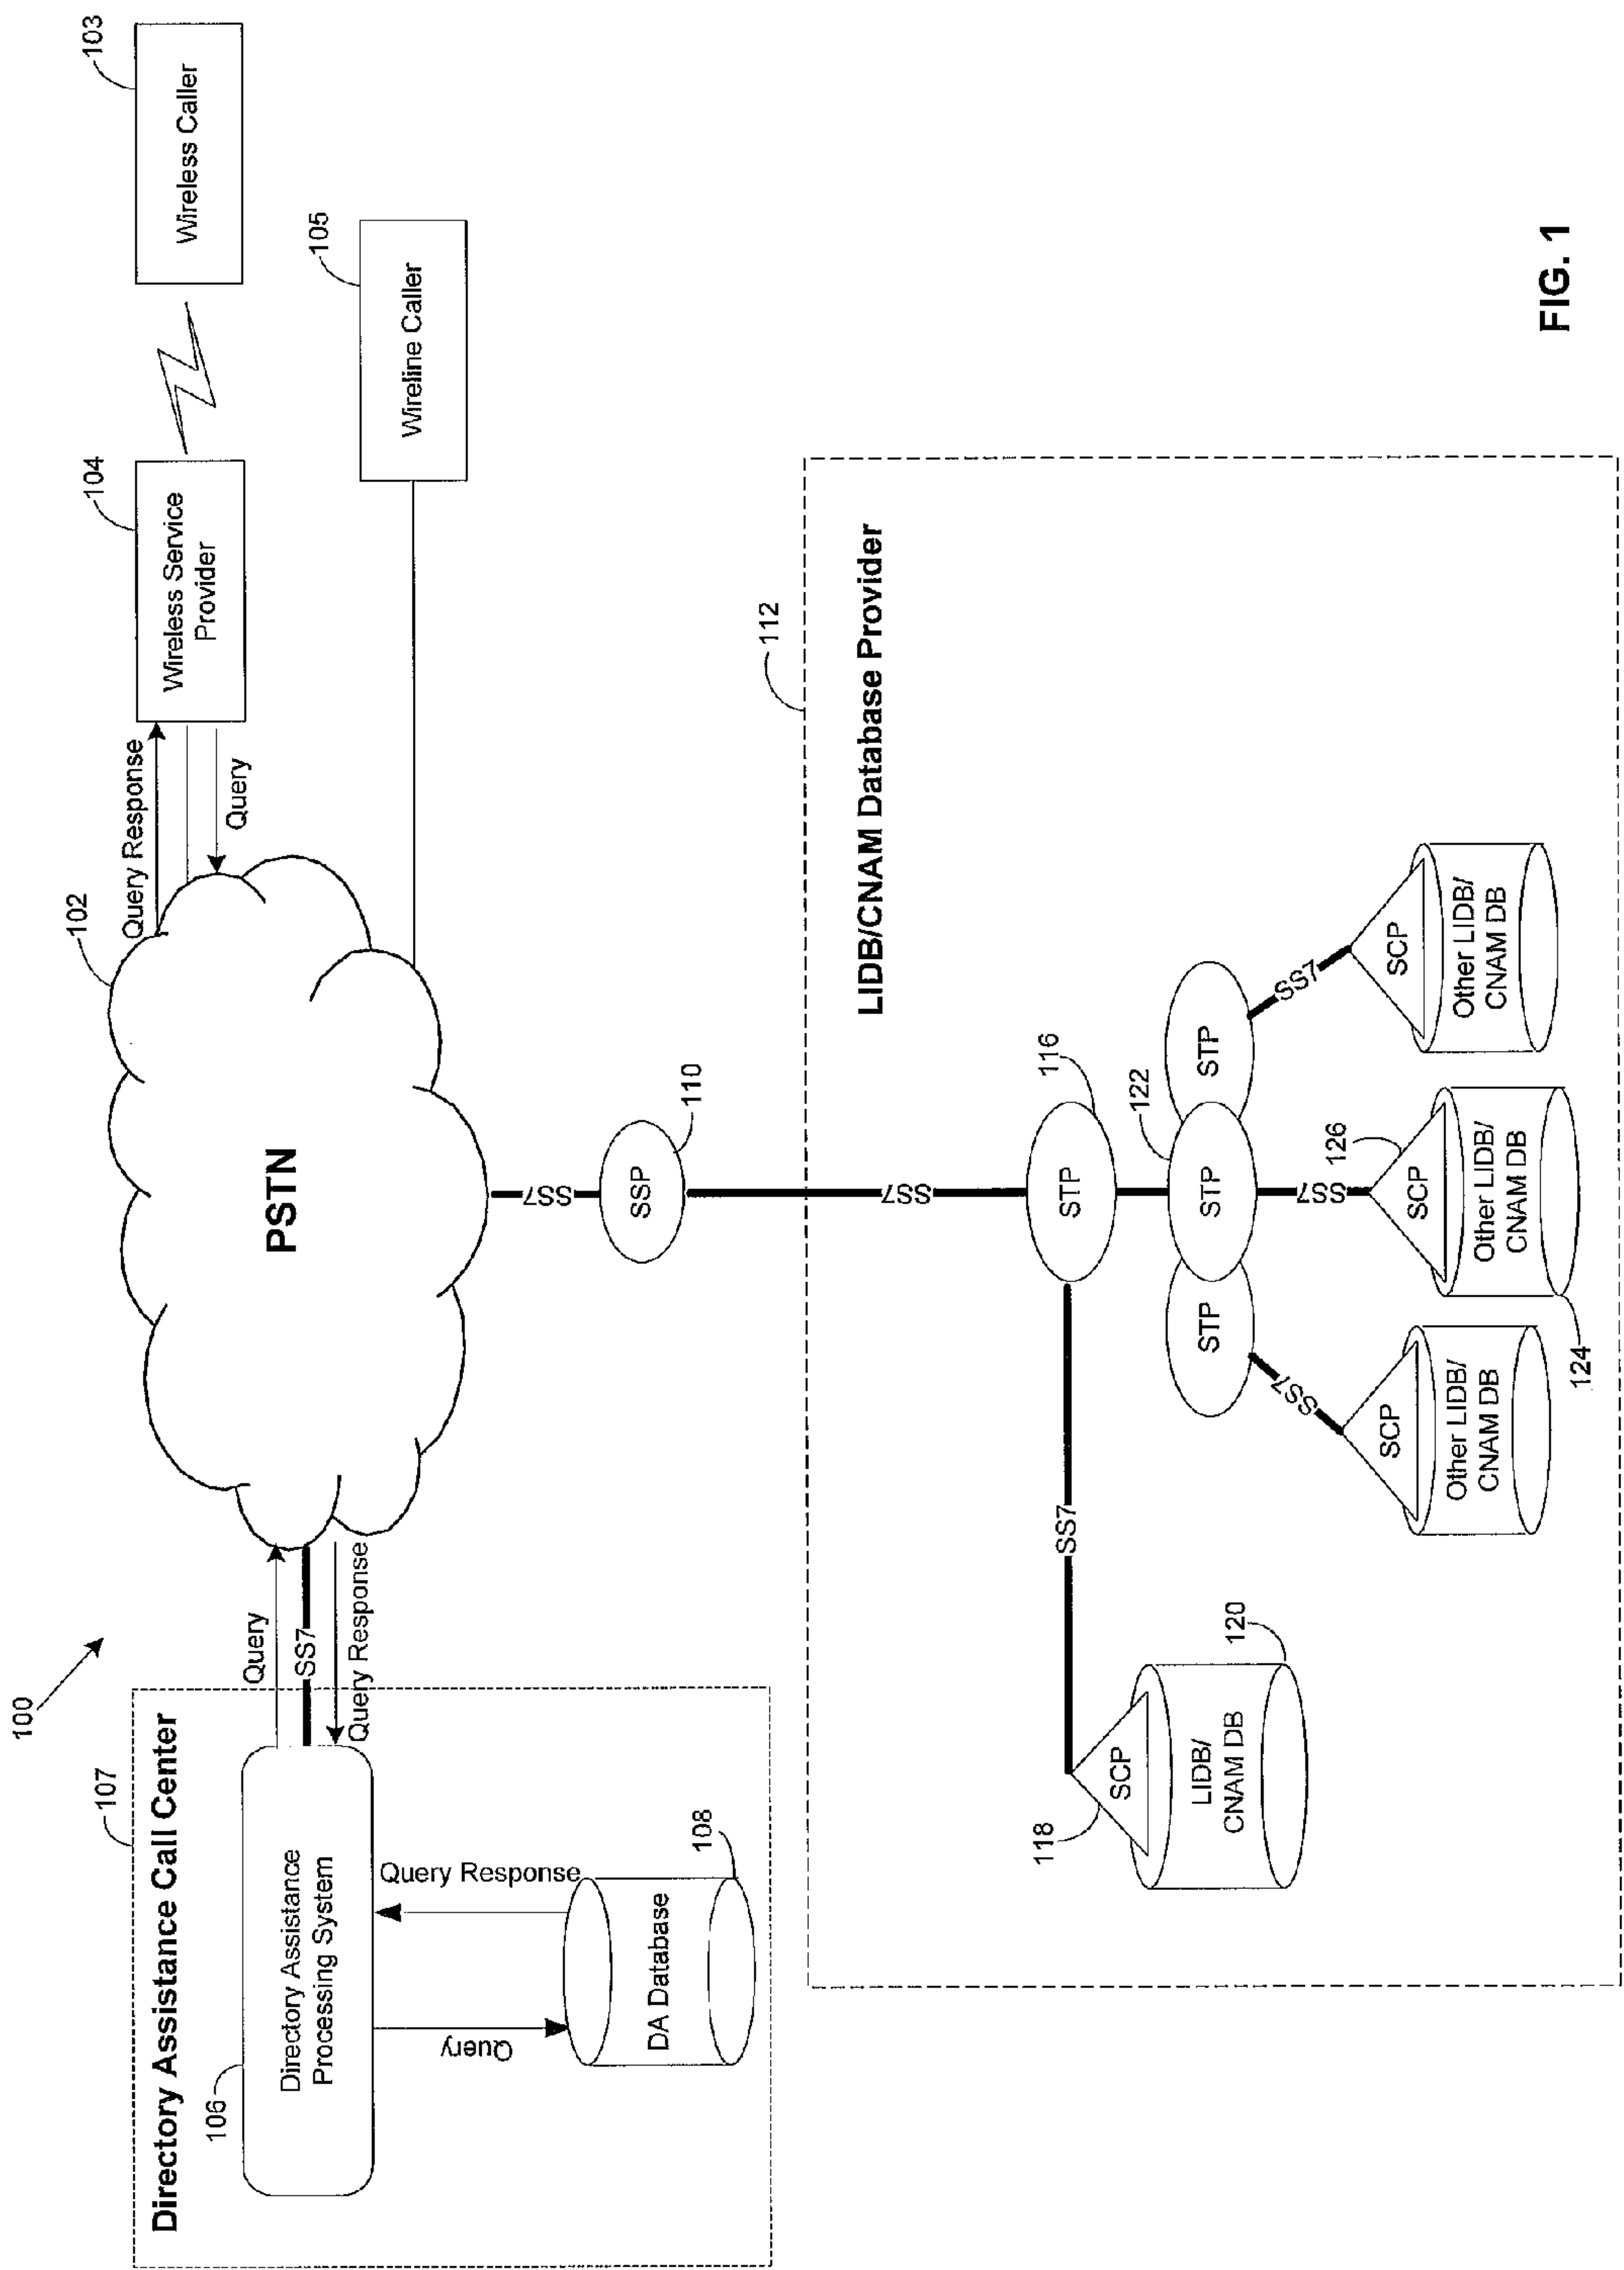 100
107
Directory Assistance Call Center
106
Directory Assistance
Processing System
Query
SS7
Query Response
Query
Query Response
DA Database
108
102
PSTN
Query Response
Query
104
Wireless Service
Provider
103
Wireless Caller
105
Wireline Caller
SS7
SSP
110
SS7
112
LIDB/CNAM Database Provider
STP
116
SS7
118
SCP
LIDB/
CNAM DB
120
122
STP
STP
STP
SS7
SS7
SS7
SCP
Other LIDB/
CNAM DB
126
SCP
Other LIDB/
CNAM DB
124
SCP
Other LIDB/
CNAM DB
FIG. 1